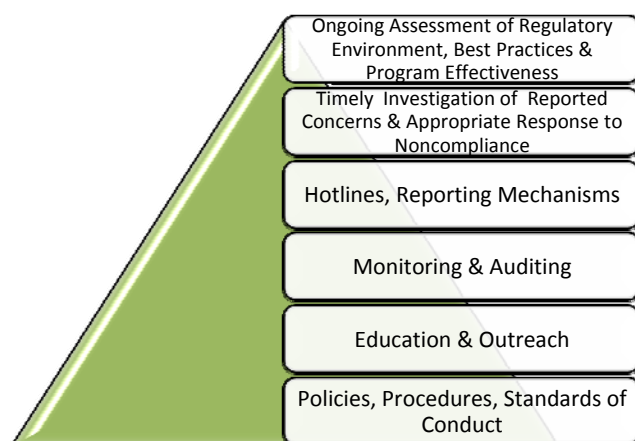 Ongoing Assessment of Regulatory
Environment, Best Practices &
Program Effectiveness
Timely Investigation of Reported
Concerns & Appropriate Response to
Noncompliance
Hotlines, Reporting Mechanisms
Monitoring & Auditing
Education & Outreach
Policies, Procedures, Standards of
Conduct